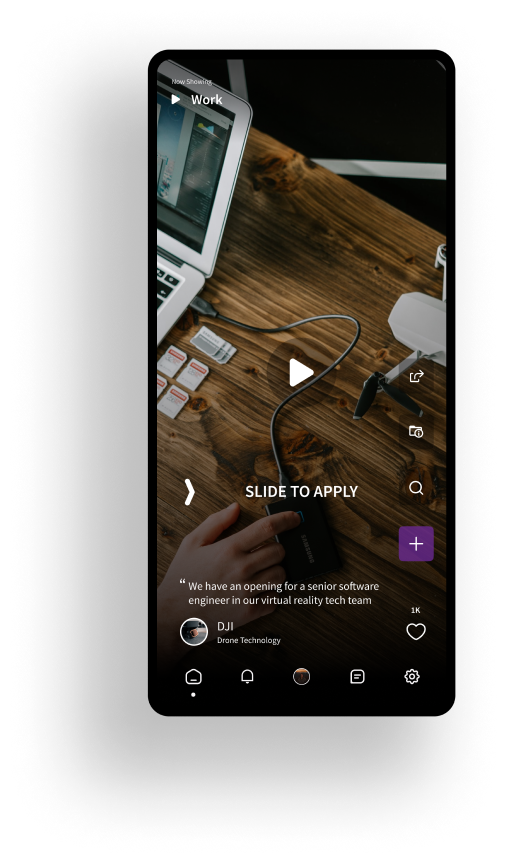 Now Showing
Work
SLIDE TO APPLY
SAMSUNG
“ We have an opening for a senior software
engineer in our virtual reality tech team
1K
DJI
Drone Technology